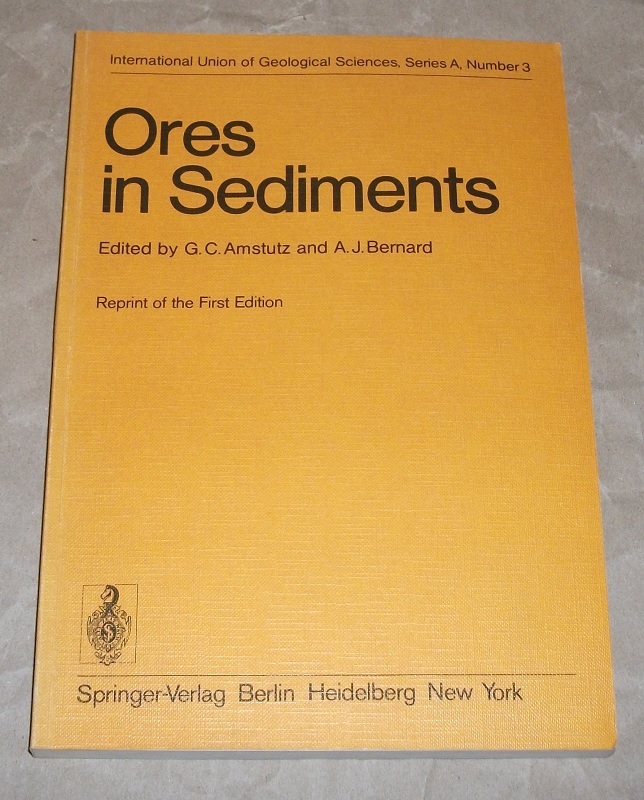 International Union of Geological Sciences, Series A, Number 3
Ores
in Sediments
Edited by G. C. Amstutz and A. J. Bernard
Reprint of the First Edition
S
Springer-Verlag Berlin Heidelberg New York